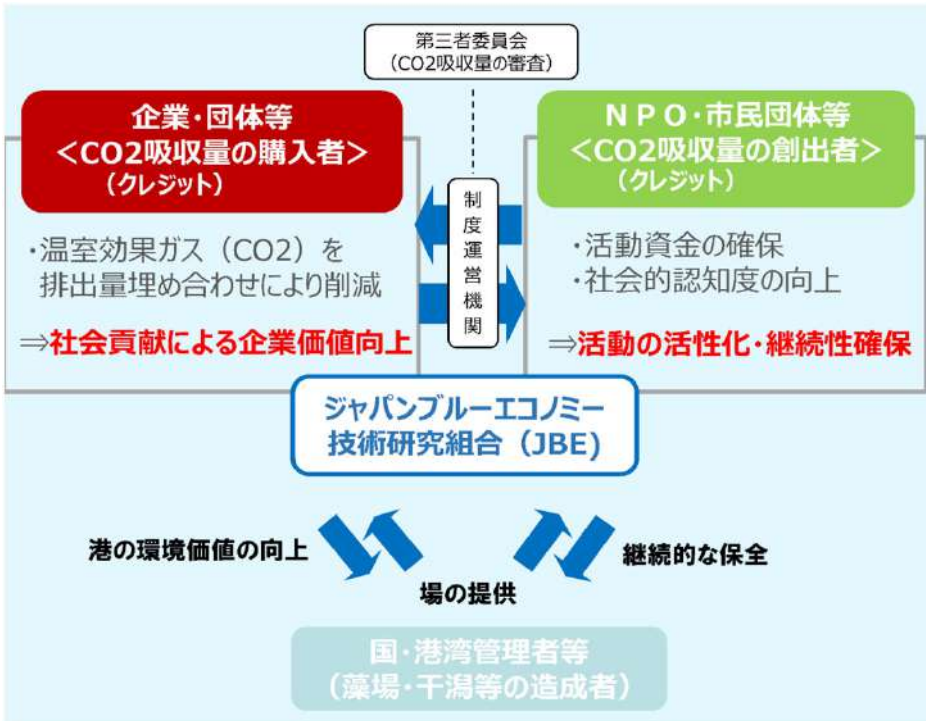 第三者委員会
(CO2吸収量の審査)
企業・団体等
<CO2吸収量の購入者>
(クレジット)
NPO・市民団体等
<CO2吸収量の創出者>
(クレジット)
制度運営機関
・温室効果ガス(CO2)を
排出量埋め合わせにより削減
⇒社会貢献による企業価値向上
・活動資金の確保
・社会的認知度の向上
⇒活動の活性化・継続性確保
ジャパンブルーエコノミー
技術研究組合(JBE)
港の環境価値の向上
継続的な保全
場の提供
国・港湾管理者等
(藻場・干潟等の造成者)